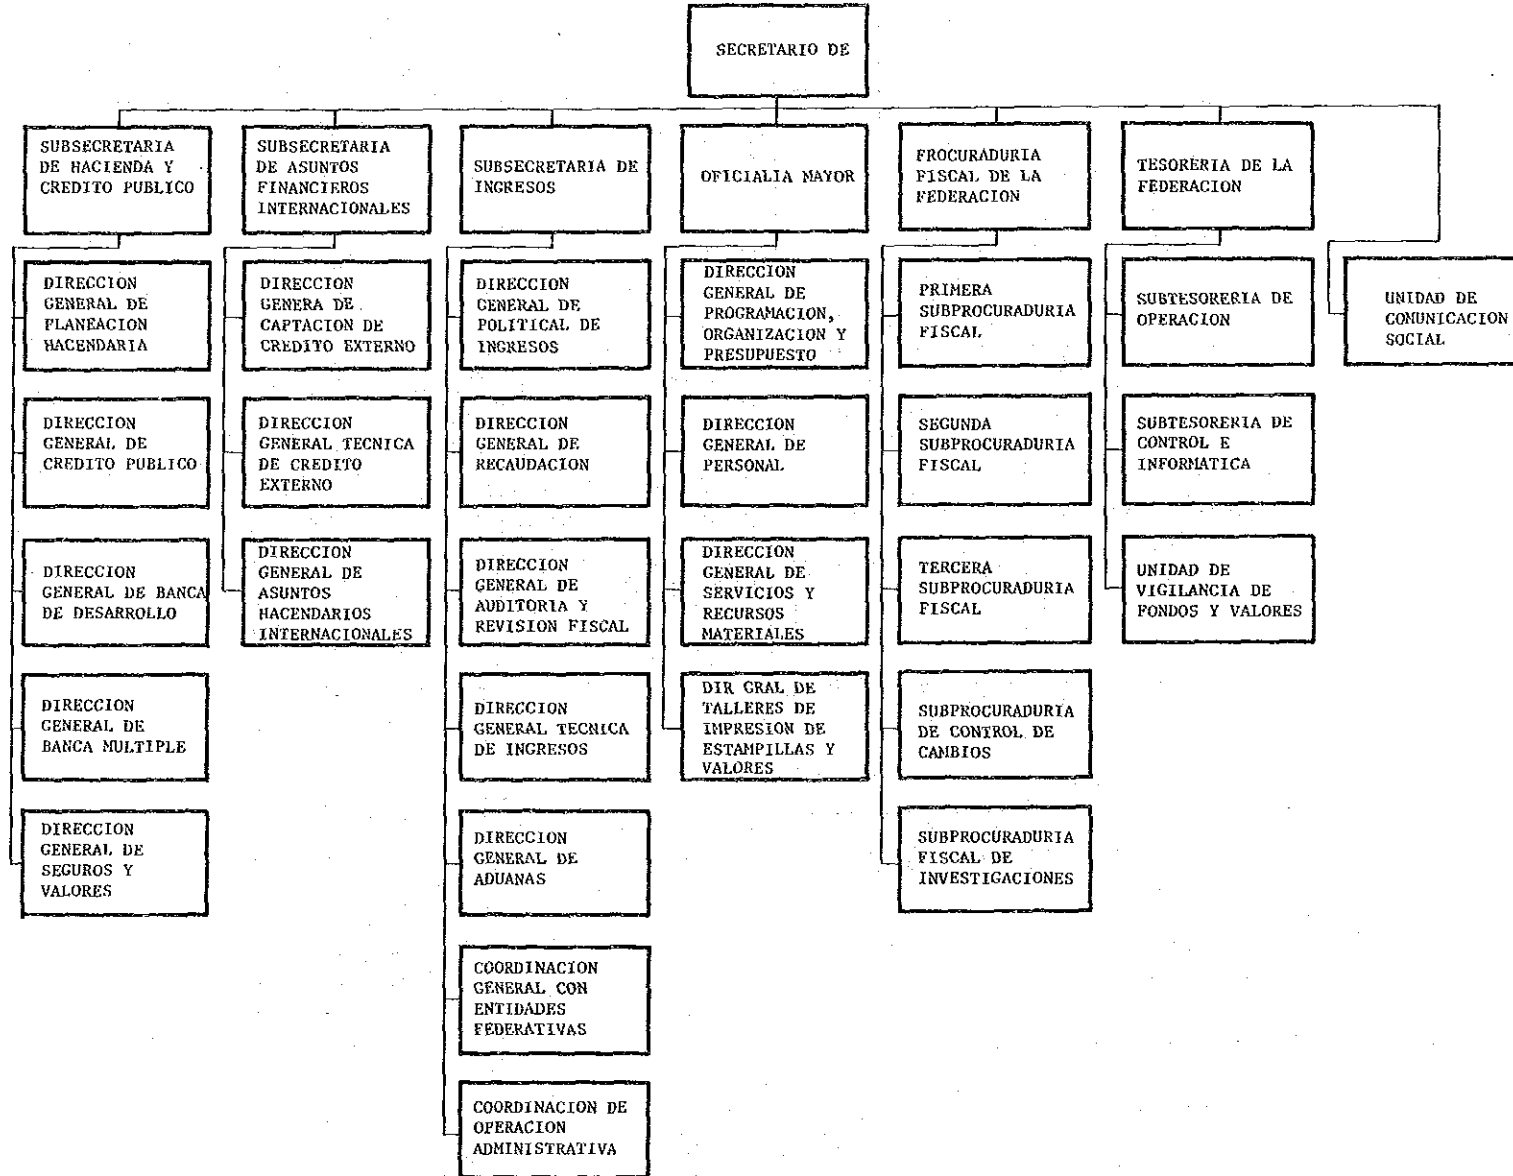 SECRETARIO DE
SUBSECRETARIA
DE HACIENDA Y
CREDITO PUBLICO
SUBSECRETARIA
DE ASUNTOS
FINANCIEROS
INTERNACIONALES
SUBSECRETARIA DE
INGRESOS
OFICIALIA MAYOR
PROCURADURIA
FISCAL DE LA
FEDERACION
TESORERIA DE LA
FEDERACION
DIRECCION
GENERAL DE
PLANEACION
HACENDARIA
DIRECCION
GENERAL DE
CREDITO PUBLICO
DIRECCION
GENERAL DE BANCA
DE DESARROLLO
DIRECCION
GENERAL DE
BANCA MULTIPLE
DIRECCION
GENERAL DE
SEGUROS Y
VALORES
DIRECCION
GENERA DE
CAPTACION DE
CREDITO EXTERNO
DIRECCION
GENERAL TECNICA
DE CREDITO
EXTERNO
DIRECCION
GENERAL DE
ASUNTOS
HACENDARIOS
INTERNACIONALES
DIRECCION
GENERAL DE
POLITICAL DE
INGRESOS
DIRECCION
GENERAL DE
RECAUDACION
DIRECCION
GENERAL DE
AUDITORIA Y
REVISION FISCAL
DIRECCION
GENERAL TECNICA
DE INGRESOS
DIRECCION
GENERAL DE
ADUANAS
COORDINACION
GENERAL CON
ENTIDADES
FEDERATIVAS
COORDINACION DE
OPERACION
ADMINISTRATIVA
DIRECCION
GENERAL DE
PROGRAMACION,
ORGANIZACION Y
PRESUPUESTO
DIRECCION
GENERAL DE
PERSONAL
DIRECCION
GENERAL DE
SERVICIOS Y
RECURSOS
MATERIALES
DIR GRAL DE
TALLERES DE
IMPRESION DE
ESTAMPILLAS Y
VALORES
PRIMERA
SUBPROCURADURIA
FISCAL
SEGUNDA
SUBPROCURADURIA
FISCAL
TERCERA
SUBPROCURADURIA
FISCAL
SUBPROCURADURIA
DE CONTROL DE
CAMBIOS
SUBPROCURADURIA
FISCAL DE
INVESTIGACIONES
SUBTESORERIA DE
OPERACION
SUBTESORERIA DE
CONTROL E
INFORMATICA
UNIDAD DE
VIGILANCIA DE
FONDOS Y VALORES
UNIDAD DE
COMUNICACION
SOCIAL